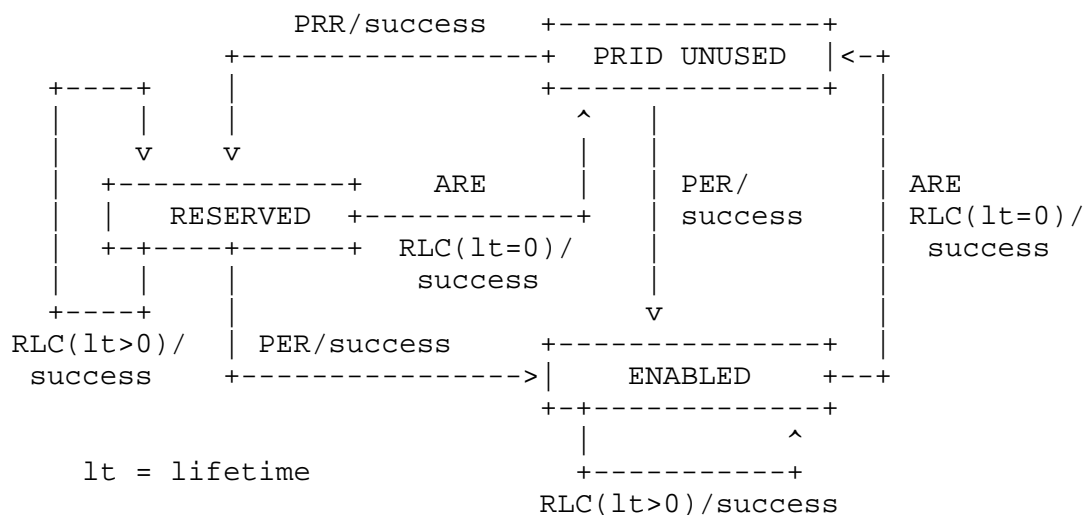 PRR/success
PRID UNUSED
ARE
PER/
ARE
RESERVED
success
RLC(lt=0)/
RLC(lt=0)/
success
success
RLC(lt>0)/
PER/success
success
ENABLED
lt = lifetime
RLC(lt>0)/success